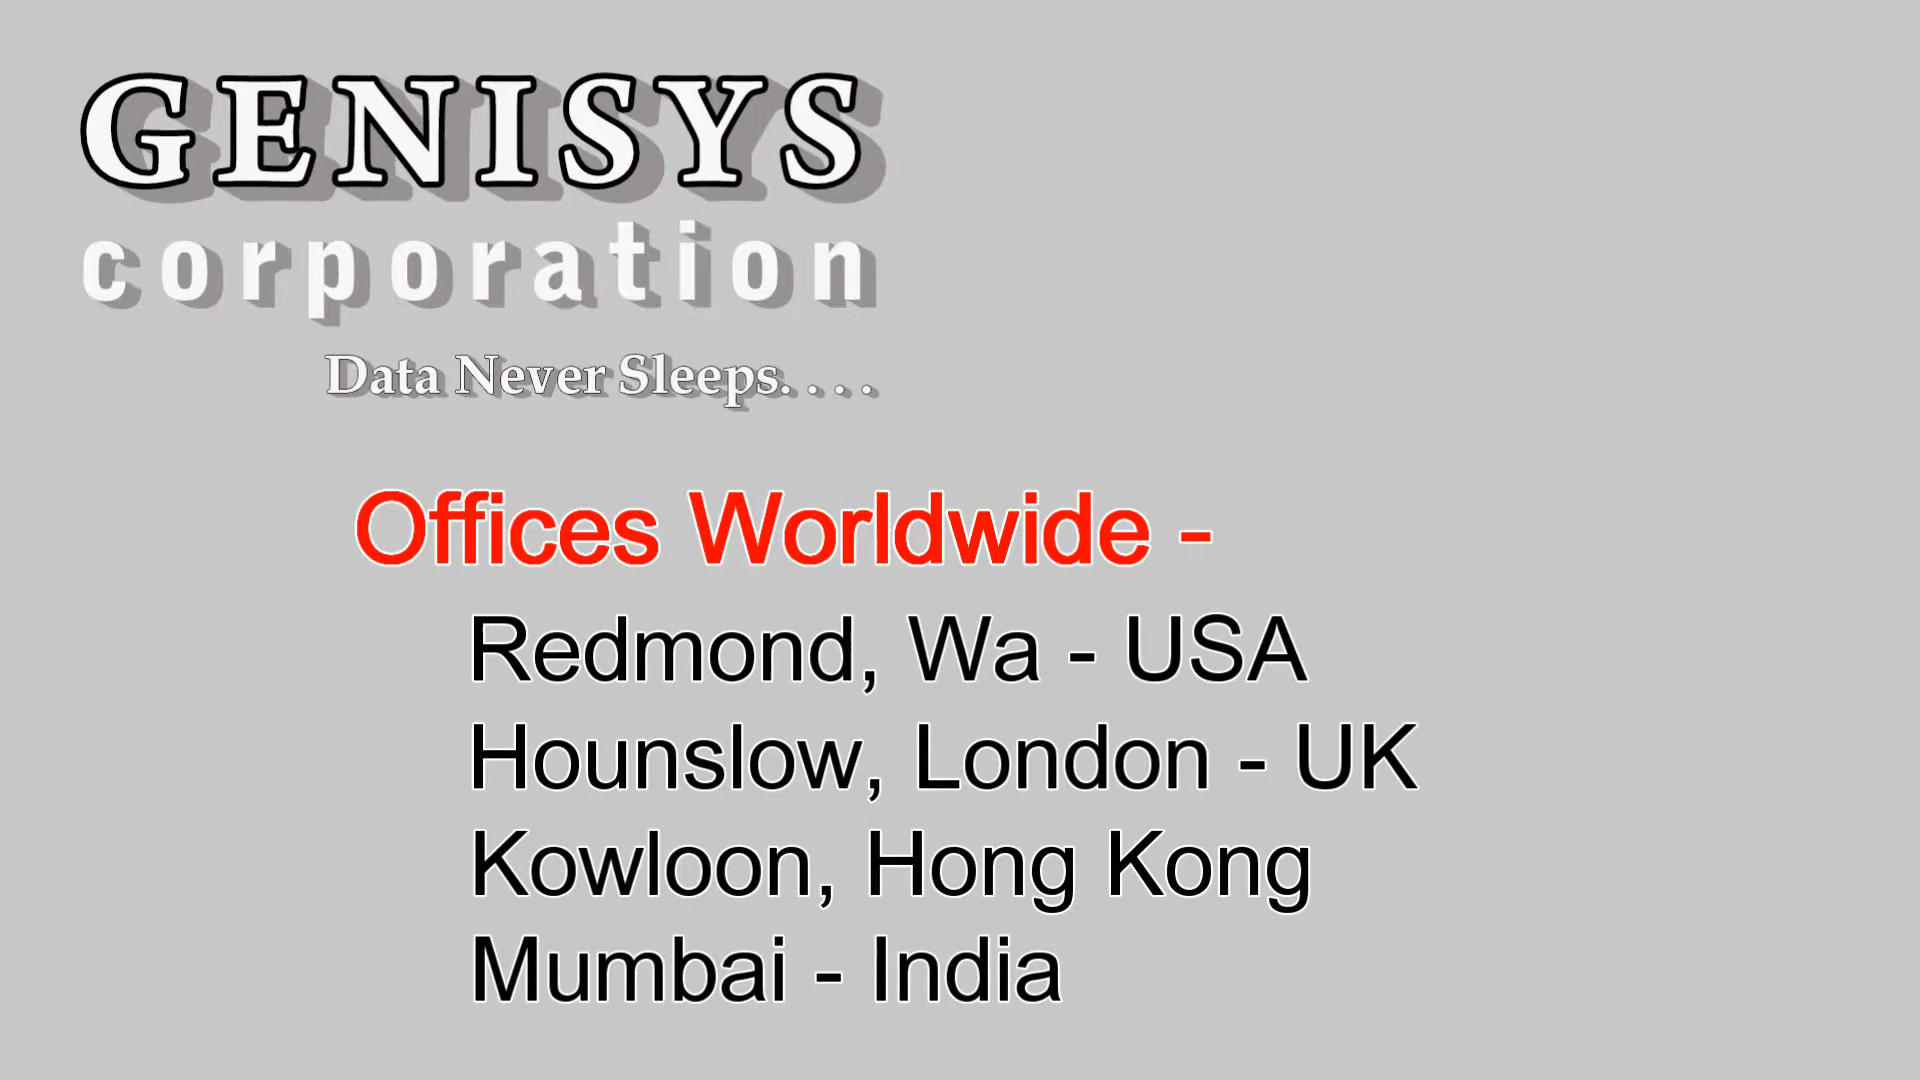 GENISYS
corporation
Data Never Sleeps. . . .
Offices Worldwide -
Redmond, Wa - USA
Hounslow, London - UK
Kowloon, Hong Kong
Mumbai - India